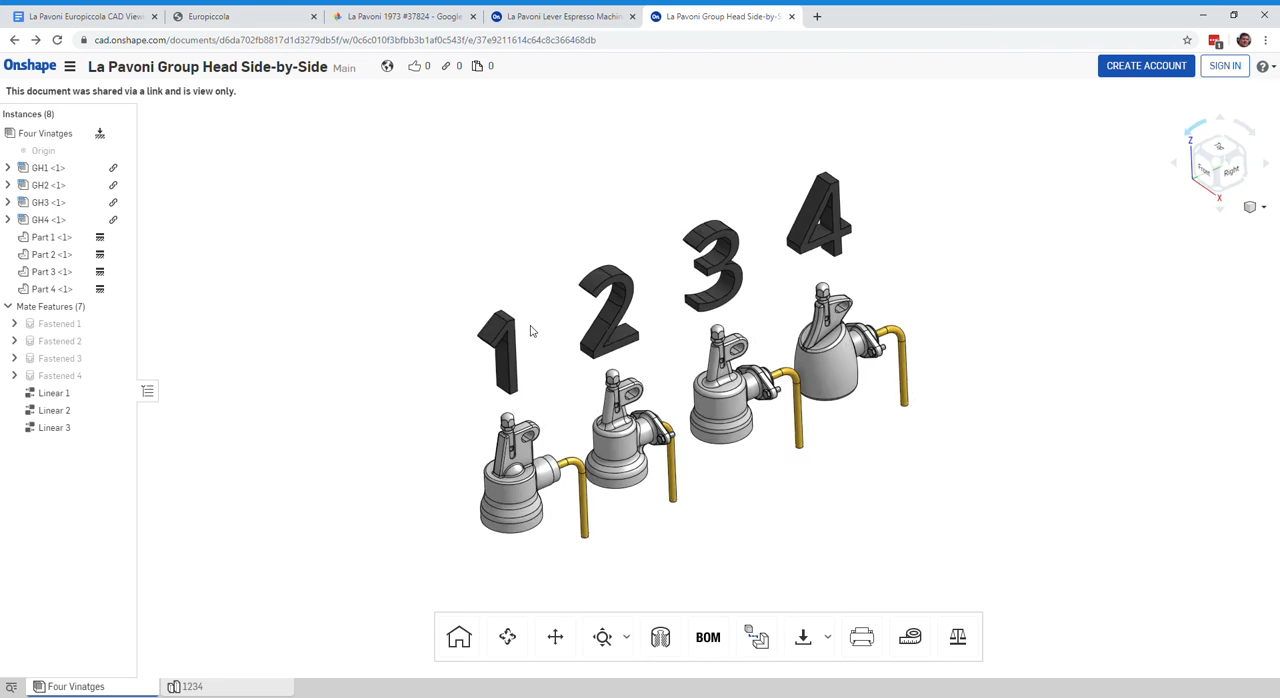 La Pavoni Europiccola CAD View
Europiccola
La Pavoni 1973 #37824 - Google
La Pavoni Lever Espresso Machin
La Pavoni Group Head Side-by-S
cad.onshape.com/documents/d6da702fb8817d1d3279db5f/w/0c6c010f3bfbb3b1af0c543f/e/37e9211614c64c8c366468db
Onshape
La Pavoni Group Head Side-by-Side Main
0
0
0
CREATE ACCOUNT
SIGN IN
This document was shared via a link and is view only.
Instances (8)
Four Vinatges
Origin
GH1 <1>
GH2 <1>
GH3 <1>
GH4 <1>
Part 1 <1>
Part 2 <1>
Part 3 <1>
Part 4 <1>
Mate Features (7)
Fastened 1
Fastened 2
Fastened 3
Fastened 4
Linear 1
Linear 2
Linear 3
1
2
3
4
Z
Front
Right
X
BOM
Four Vinatges
1234